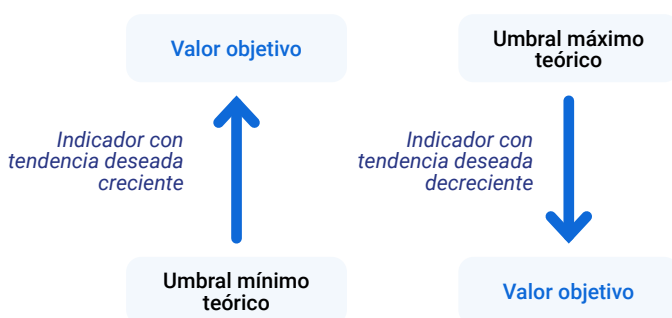 Valor objetivo
Indicador con
tendencia deseada
creciente
Umbral mínimo
teórico
Umbral máximo
teórico
Indicador con
tendencia deseada
decreciente
Valor objetivo